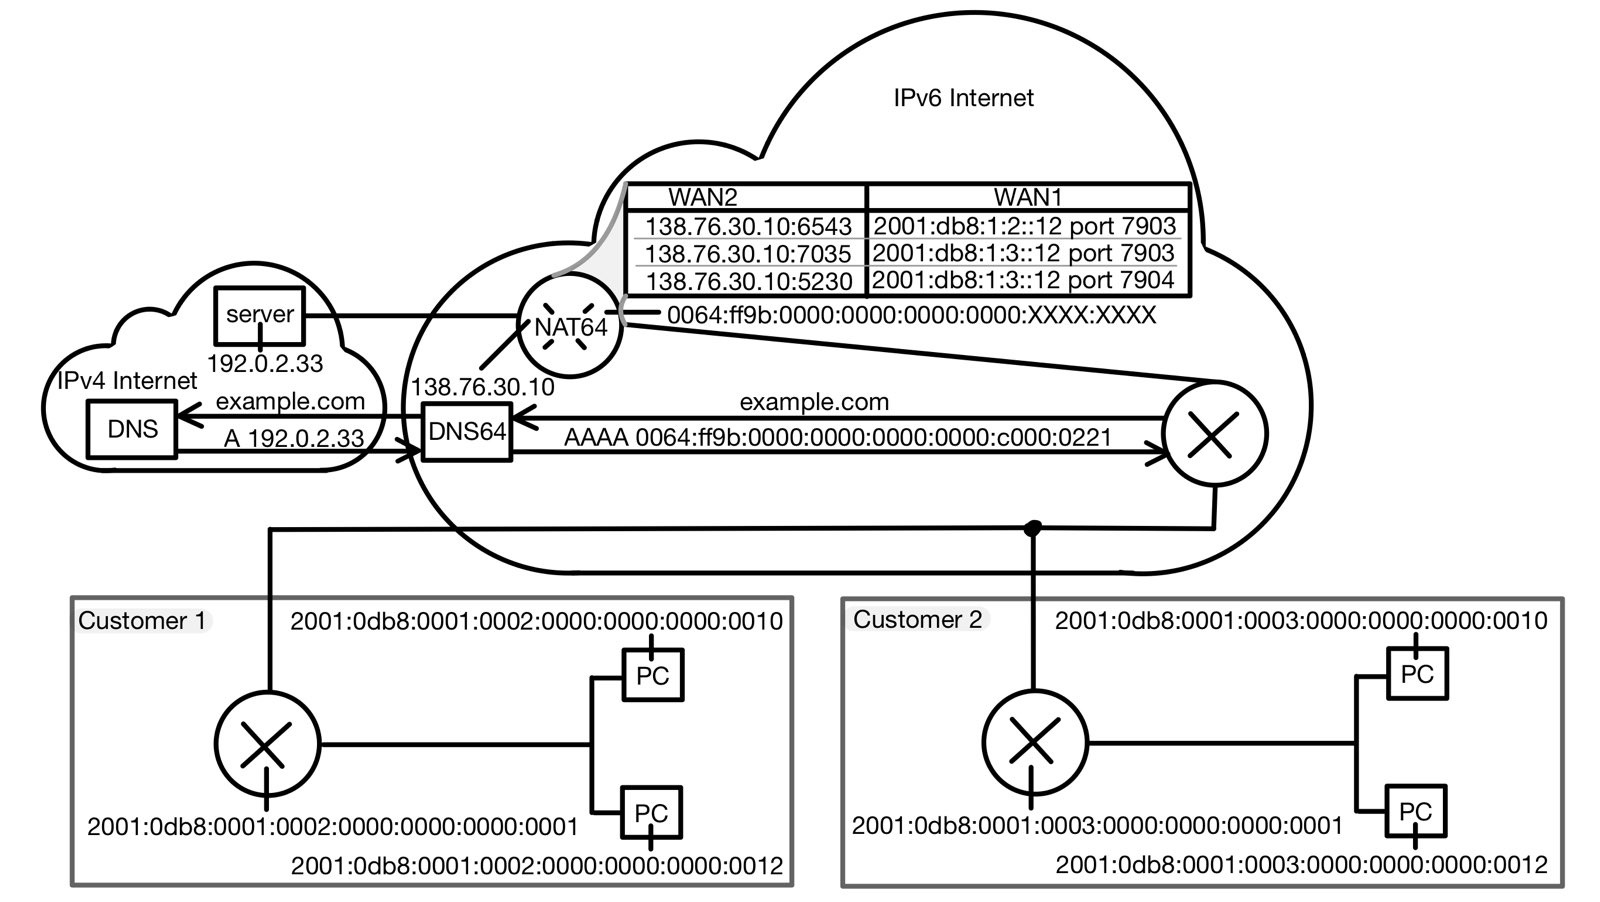 IPv6 Internet
WAN2 WAN1
138.76.30.10:6543 2001:db8:1:2::12 port 7903
138.76.30.10:7035 2001:db8:1:3::12 port 7903
138.76.30.10:5230 2001:db8:1:3::12 port 7904
server
NAT64
0064:ff9b:0000:0000:0000:0000:XXXX:XXXX
192.0.2.33
IPv4 Internet
138.76.30.10
example.com
example.com
DNS
DNS64
A 192.0.2.33
AAAA 0064:ff9b:0000:0000:0000:0000:c000:0221
Customer 1
2001:0db8:0001:0002:0000:0000:0000:0010
PC
PC
2001:0db8:0001:0002:0000:0000:0000:0001
2001:0db8:0001:0002:0000:0000:0000:0012
Customer 2
2001:0db8:0001:0003:0000:0000:0000:0010
PC
PC
2001:0db8:0001:0003:0000:0000:0000:0001
2001:0db8:0001:0003:0000:0000:0000:0012